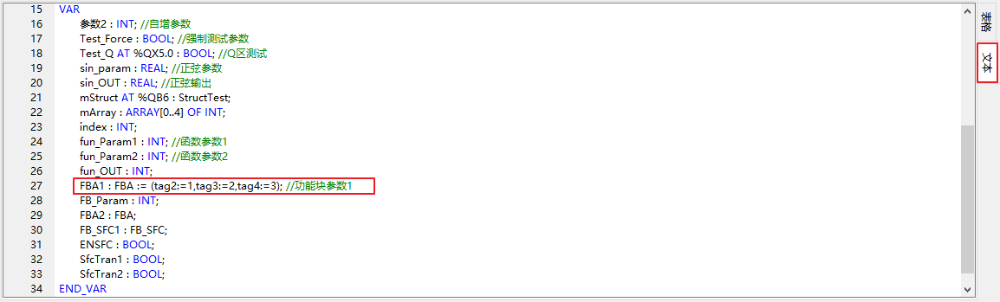 15 VAR
16 参数2 : INT; //自增参数
17 Test_Force : BOOL; //强制测试参数
18 Test_Q AT %QX5.0 : BOOL; //Q区测试
19 sin_param : REAL; //正弦参数
20 sin_OUT : REAL; //正弦输出
21 mStruct AT %QB6 : StructTest;
22 mArray : ARRAY[0..4] OF INT;
23 index : INT;
24 fun_Param1 : INT; //函数参数1
25 fun_Param2 : INT; //函数参数2
26 fun_OUT : INT;
27 FBA1 : FBA := (tag2:=1,tag3:=2,tag4:=3); //功能块参数1
28 FB_Param : INT;
29 FBA2 : FBA;
30 FB_SFC1 : FB_SFC;
31 ENSFC : BOOL;
32 SfcTran1 : BOOL;
33 SfcTran2 : BOOL;
34 END_VAR
表格
文本